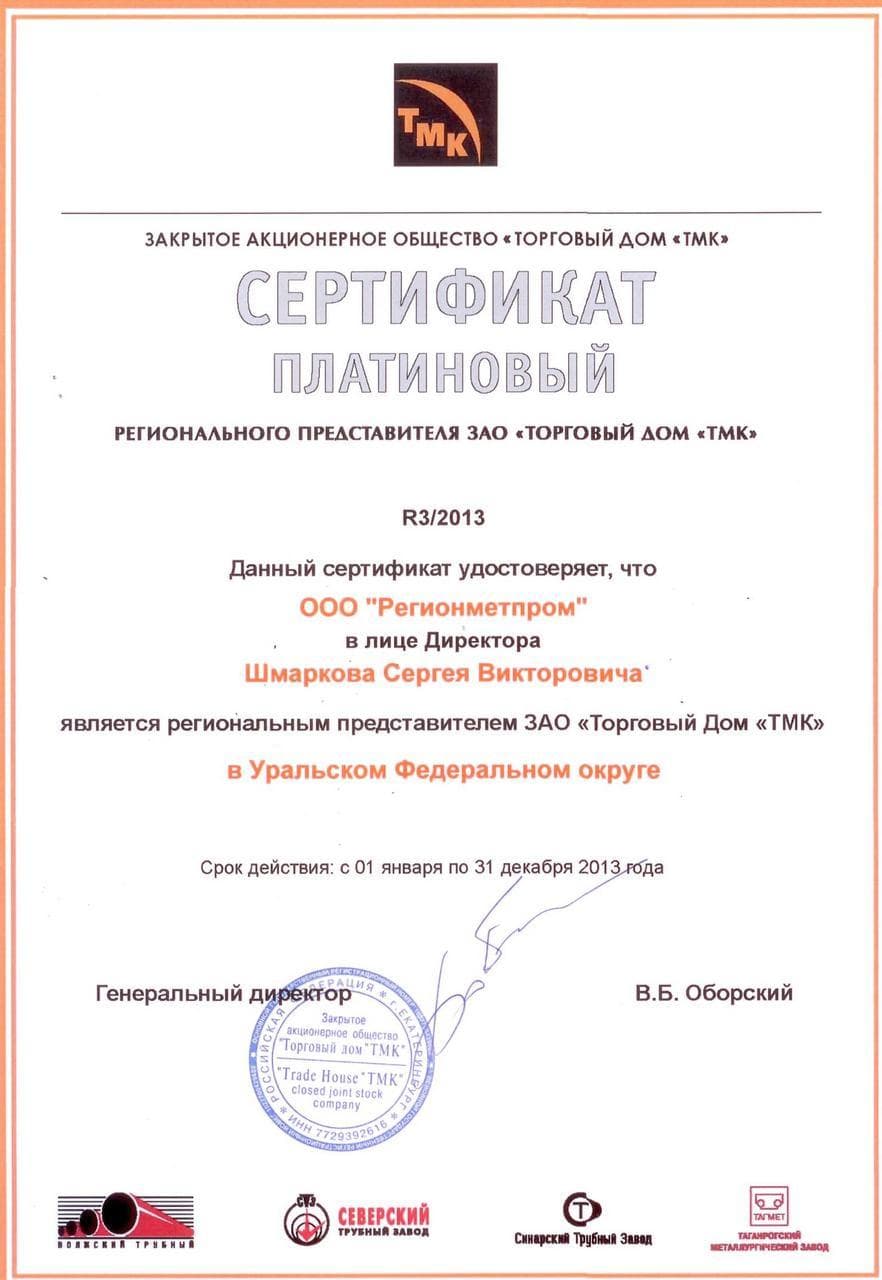 ТМК
ЗАКРЫТОЕ АКЦИОНЕРНОЕ ОБЩЕСТВО «ТОРГОВЫЙ ДОМ «ТМК»
СЕРТИФИКАТ
ПЛАТИНОВЫЙ
РЕГИОНАЛЬНОГО ПРЕДСТАВИТЕЛЯ ЗАО «ТОРГОВЫЙ ДОМ «ТМК»
R3/2013
Данный сертификат удостоверяет, что
ООО "Регионметпром"
в лице Директора
Шмаркова Сергея Викторовича
является региональным представителем ЗАО «Торговый Дом «ТМК»
в Уральском Федеральном округе
Срок действия: с 01 января по 31 декабря 2013 года
Генеральный директор
В.Б. Оборский
РОССИЙСКАЯ ФЕДЕРАЦИЯ * г. ЕКАТЕРИНБУРГ *
Закрытое
акционерное общество
"Торговый дом "ТМК"
"Trade House "ТМК"
closed joint stock
company
* ИНН 7729392616 *
ВОЛЖСКИЙ ТРУБНЫЙ
СТЗ
СЕВЕРСКИЙ
ТРУБНЫЙ ЗАВОД
Синарский Трубный Завод
ТАГМЕТ
ТАГАНРОГСКИЙ
МЕТАЛЛУРГИЧЕСКИЙ ЗАВОД